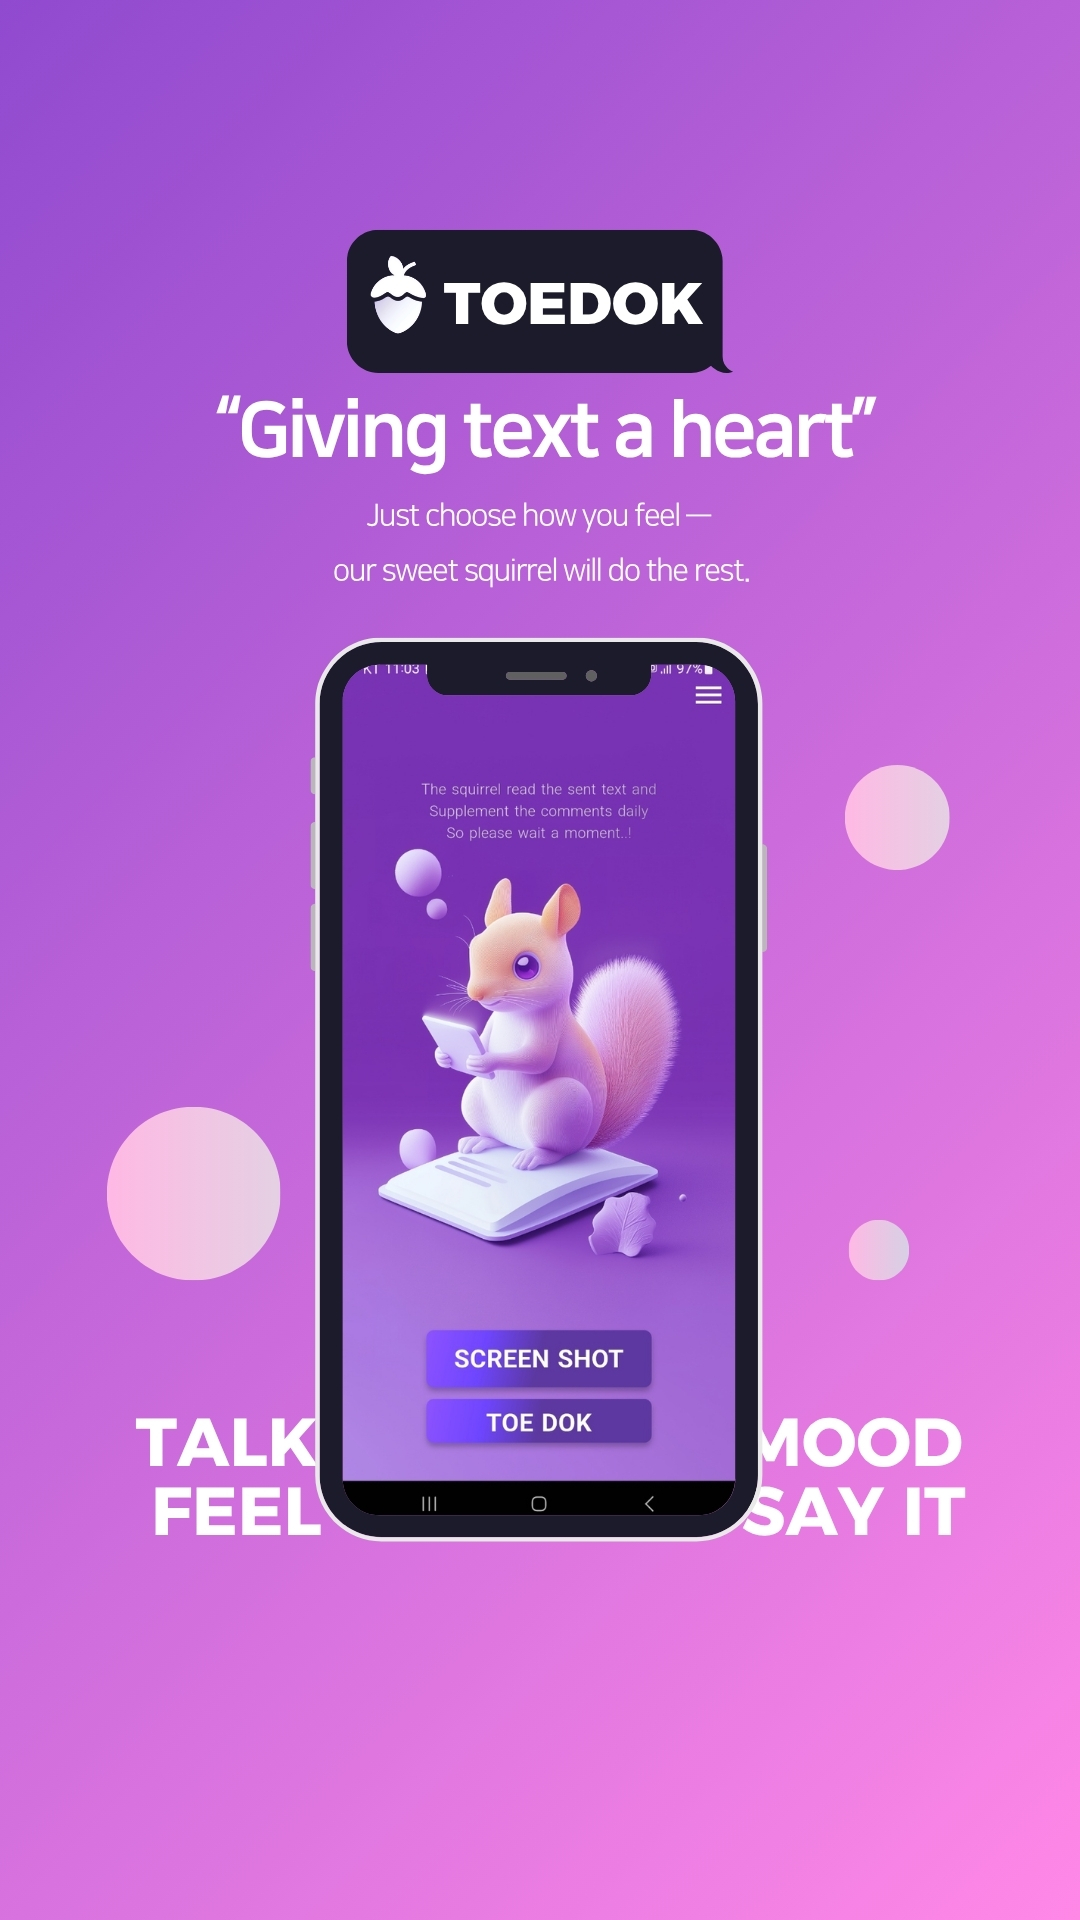 TOEDOK
“Giving text a heart”
Just choose how you feel —
our sweet squirrel will do the rest.
KT 11:03
97%
The squirrel read the sent text and
Supplement the comments daily
So please wait a moment..!
SCREEN SHOT
TOE DOK
TALK MOOD
FEEL SAY IT